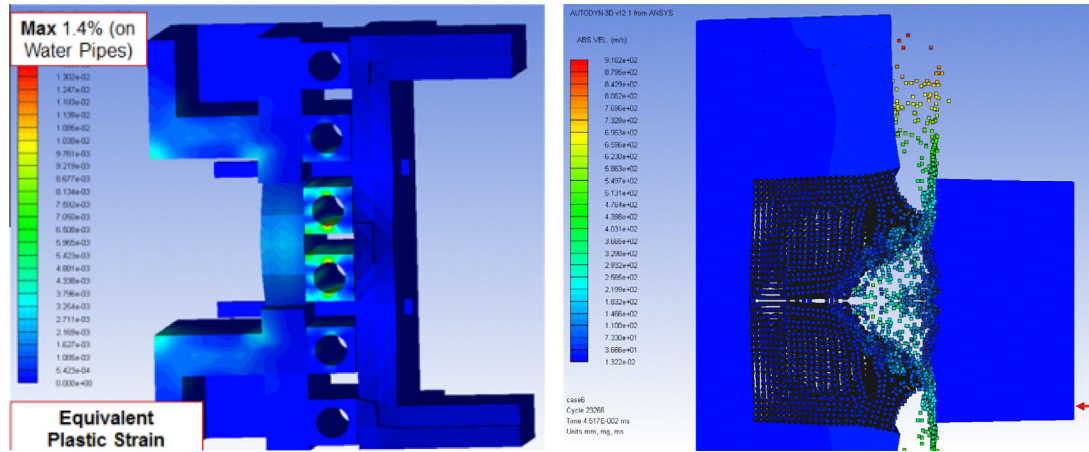 Max 1.4% (on
Water Pipes)
1.302e-02
1.247e-02
1.193e-02
1.139e-02
1.085e-02
1.030e-02
9.761e-03
9.219e-03
8.677e-03
8.134e-03
7.592e-03
7.050e-03
6.508e-03
5.965e-03
5.423e-03
4.881e-03
4.338e-03
3.796e-03
3.254e-03
2.711e-03
2.169e-03
1.627e-03
1.085e-03
5.423e-04
0.000e+00
Equivalent
Plastic Strain
AUTODYN 3D v12.1 from ANSYS
ABS VEL. (m/s)
9.162e+02
8.795e+02
8.429e+02
8.062e+02
7.696e+02
7.329e+02
6.963e+02
6.596e+02
6.230e+02
5.863e+02
5.497e+02
5.131e+02
4.764e+02
4.398e+02
4.031e+02
3.665e+02
3.298e+02
2.932e+02
2.565e+02
2.199e+02
1.832e+02
1.466e+02
1.100e+02
7.330e+01
3.666e+01
1.322e-02
case6
Cycle 23266
Time 4.517E-002 ms
Units mm, mg, ms